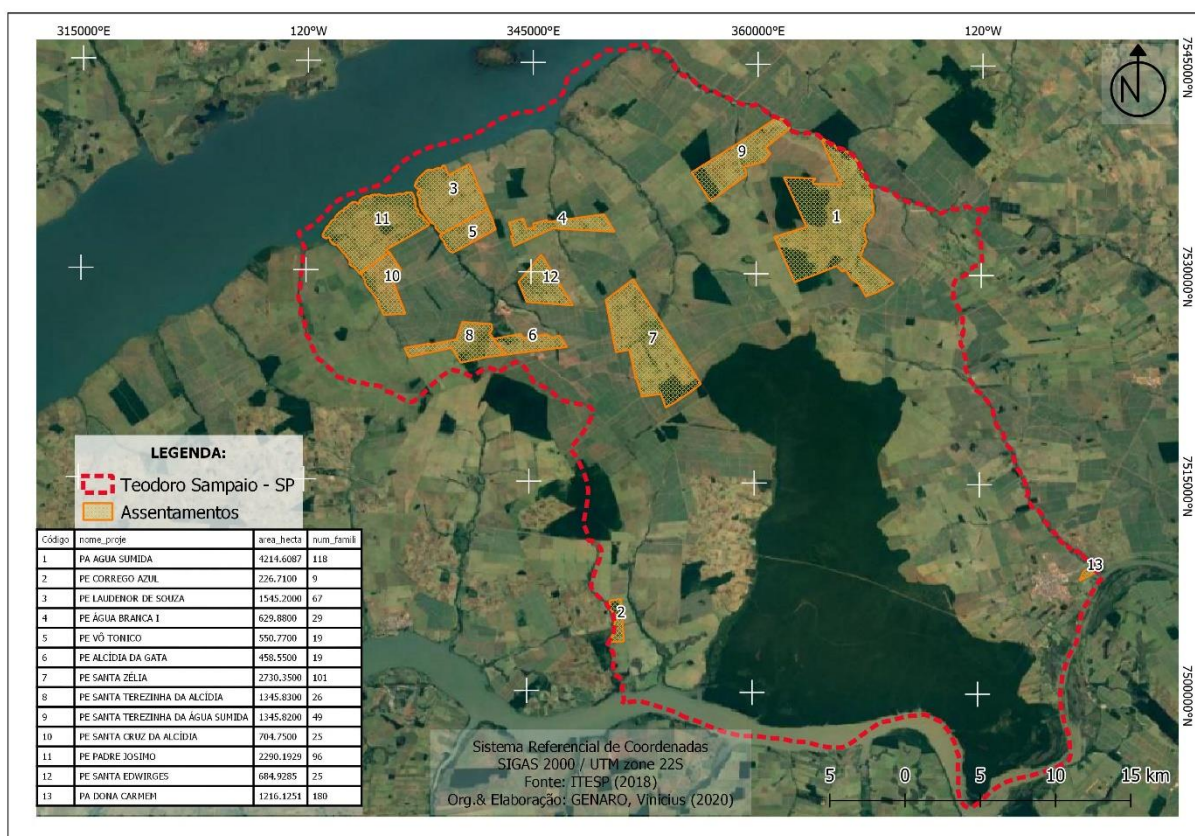 315000°E 120°W 345000°E 360000°E 120°W
7545000°N
7530000°N
7515000°N
7500000°N
N
9
3
1
11
4
5
10
12
8
6
7
13
2
LEGENDA:
Teodoro Sampaio - SP
Assentamentos
Código nome_proje area_hecta num_famili
1 PA AGUA SUMIDA 4214.6087 118
2 PE CORREGO AZUL 226.7100 9
3 PE LAUDENOR DE SOUZA 1545.2000 67
4 PE ÁGUA BRANCA I 629.8800 29
5 PE VÔ TONICO 550.7700 19
6 PE ALCÍDIA DA GATA 458.5500 19
7 PE SANTA ZÉLIA 2730.3500 101
8 PE SANTA TEREZINHA DA ALCÍDIA 1345.8300 26
9 PE SANTA TEREZINHA DA ÁGUA SUMIDA 1345.8200 49
10 PE SANTA CRUZ DA ALCÍDIA 704.7500 25
11 PE PADRE JOSIMO 2290.1929 96
12 PE SANTA EDWIRGES 684.9285 25
13 PA DONA CARMEM 1216.1251 180
Sistema Referencial de Coordenadas
SIGAS 2000 / UTM zone 22S
Fonte: ITESP (2018)
Org.& Elaboração: GENARO, Vínicius (2020)
5 0 5 10 15 km